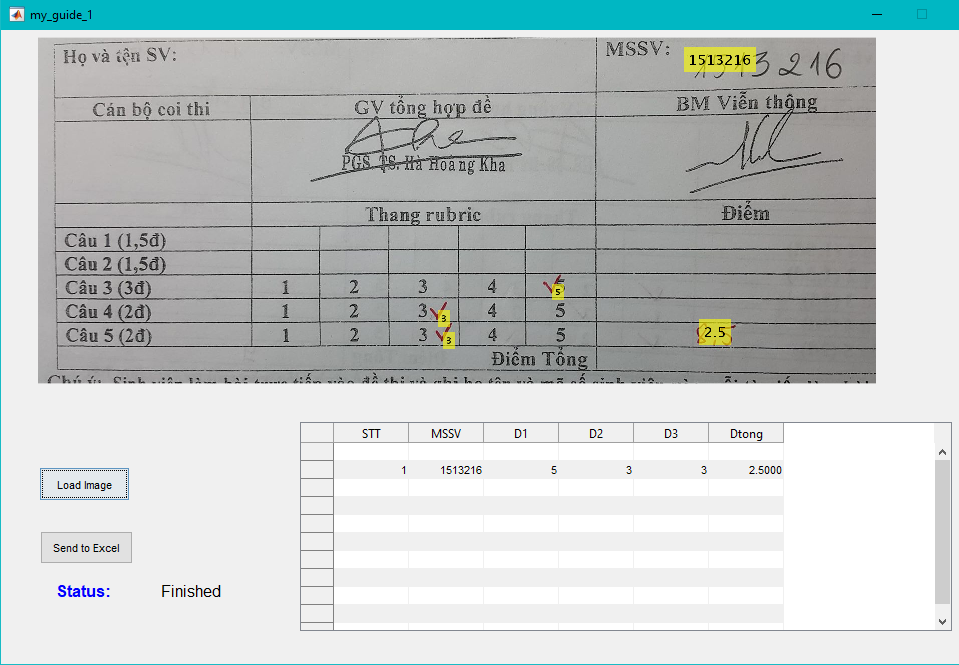 my_guide_1
Họ và tên SV:
MSSV: 1513216
Cán bộ coi thi GV tổng hợp đề BM Viễn thông
PGS. TS. Hà Hoàng Kha
Thang rubric Điểm
Câu 1 (1,5đ)
Câu 2 (1,5đ)
Câu 3 (3đ) 1 2 3 4 5
Câu 4 (2đ) 1 2 3 3 4 5
Câu 5 (2đ) 1 2 3 3 4 5 2.5
Điểm Tổng
Chú ý: Sinh viên làm bài trực tiếp vào đề thi và ghi họ tên và mã số sinh viên
STT MSSV D1 D2 D3 Dtong
1 1513216 5 3 3 2.5000
Load Image
Send to Excel
Status: Finished